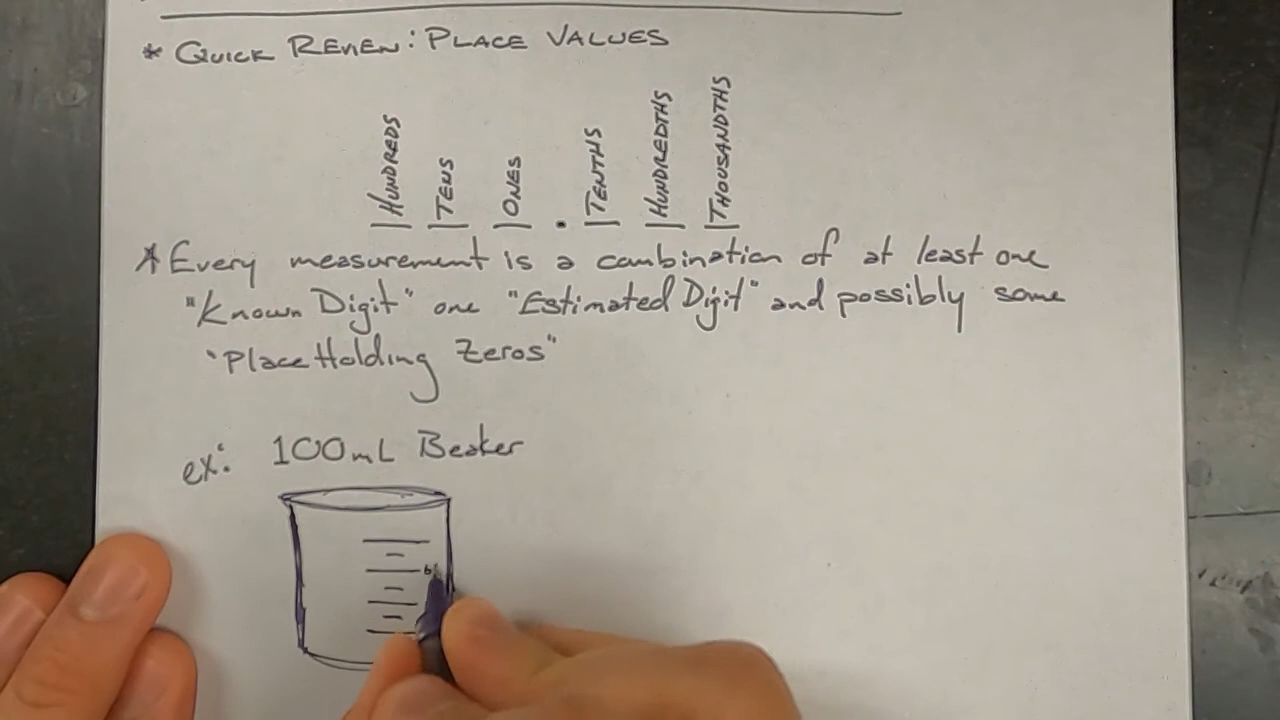 * QUICK REVIEW: PLACE VALUES
HUNDREDS TENS ONES . TENTHS HUNDREDTHS THOUSANDTHS
* Every measurement is a combination of at least one
"Known Digit" one "Estimated Digit" and possibly some
"Place Holding Zeros"
ex: 100mL Beaker